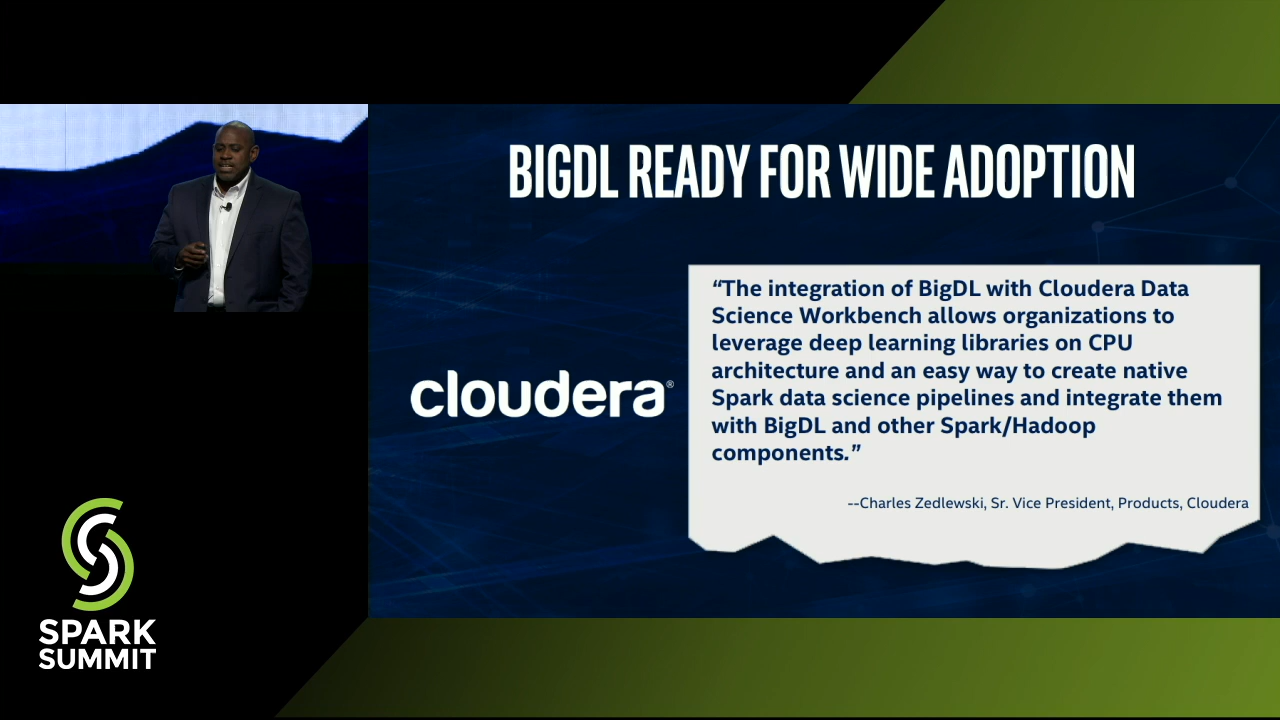 BIGDL READY FOR WIDE ADOPTION
“The integration of BigDL with Cloudera Data
Science Workbench allows organizations to
leverage deep learning libraries on CPU
architecture and an easy way to create native
Spark data science pipelines and integrate them
with BigDL and other Spark/Hadoop
components.”
--Charles Zedlewski, Sr. Vice President, Products, Cloudera
cloudera®
SPARK
SUMMIT